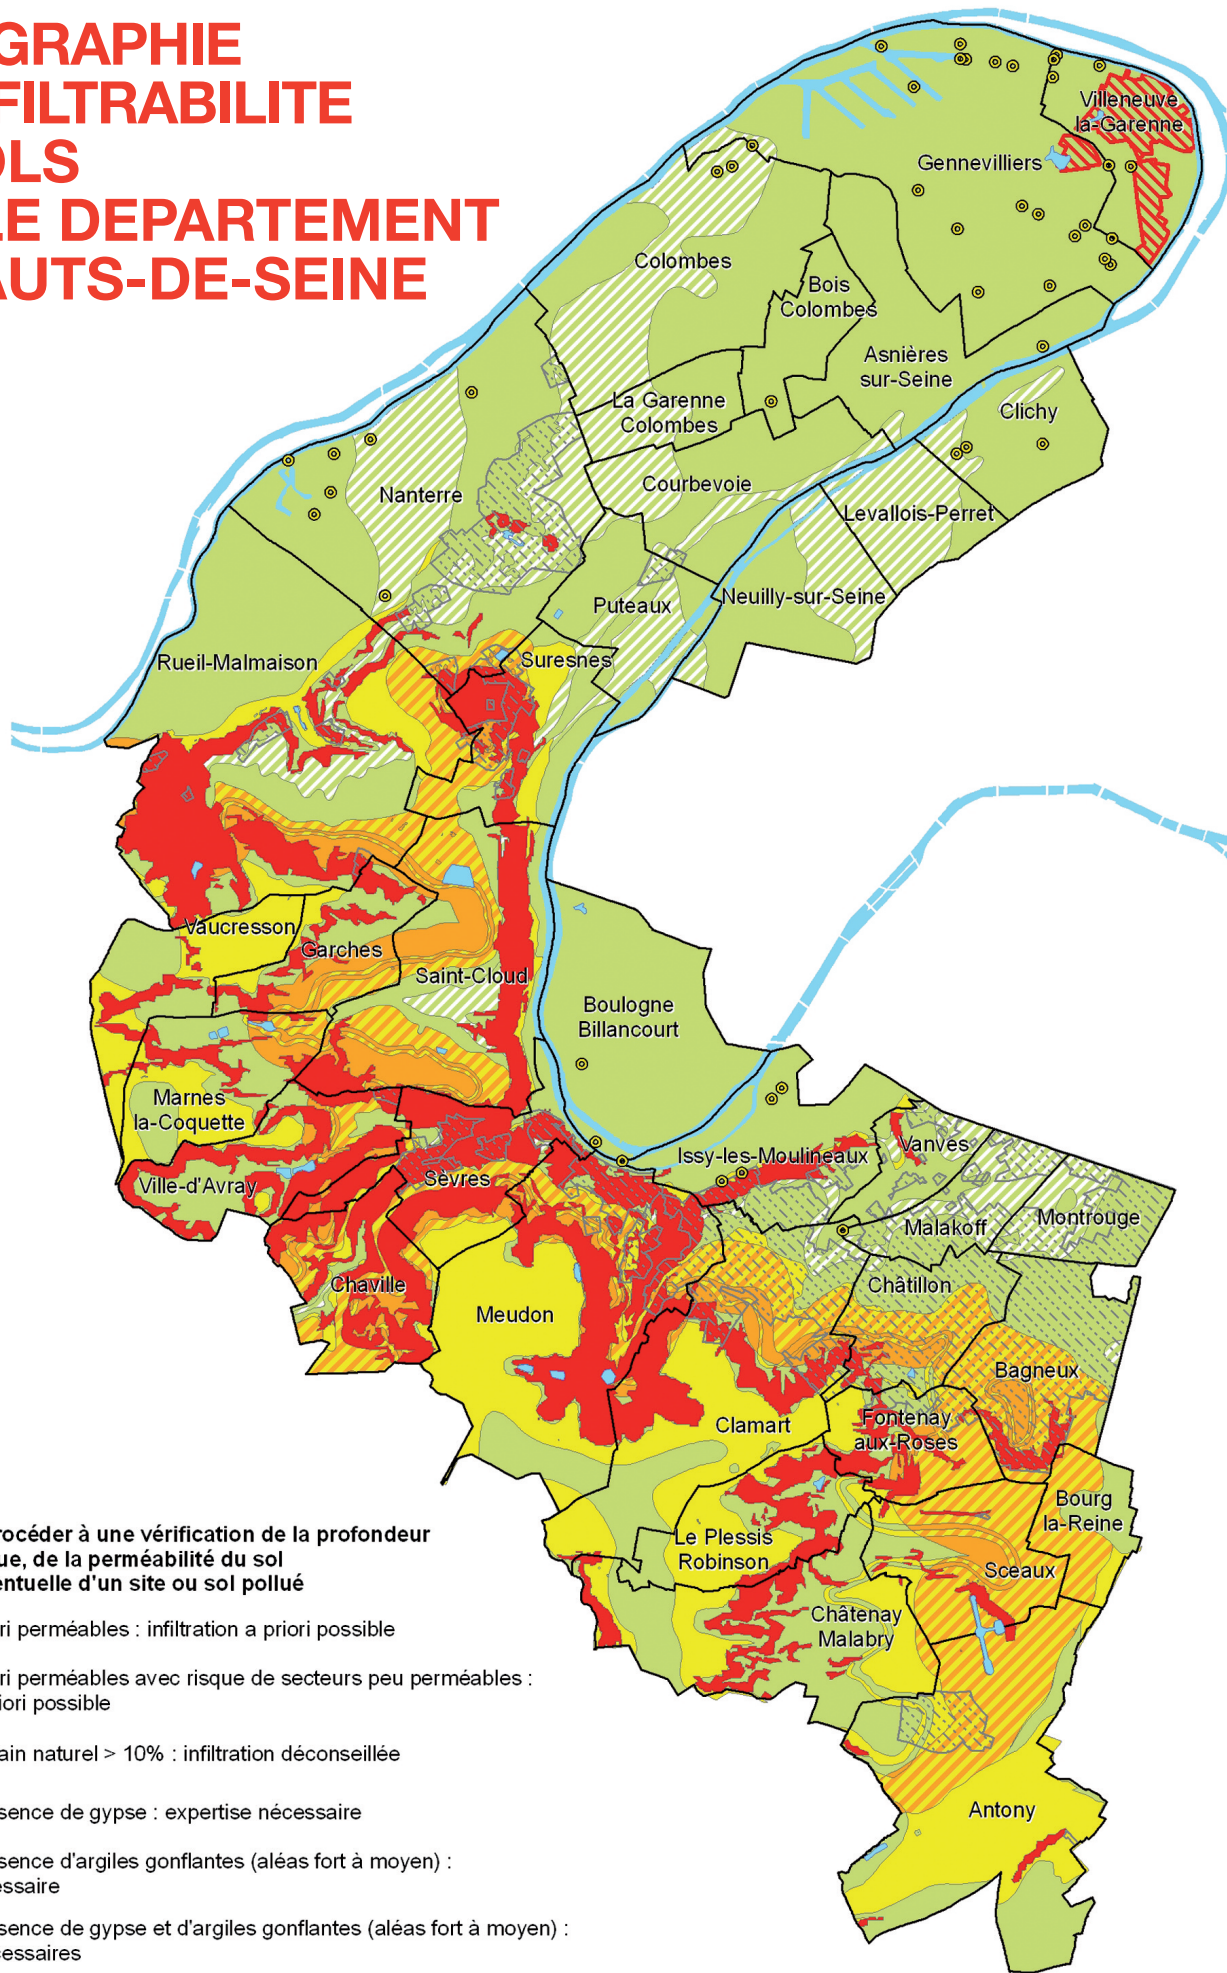 GRAPHIE
FILTRABILITE
OLS
LE DEPARTEMENT
AUTS-DE-SEINE
Villeneuve
la-Garenne
Gennevilliers
Colombes
Bois
Colombes
Asnières
sur-Seine
La Garenne
Colombes
Clichy
Courbevoie
Nanterre
Levallois-Perret
Neuilly-sur-Seine
Puteaux
Rueil-Malmaison
Suresnes
Vaucresson
Garches
Saint-Cloud
Boulogne
Billancourt
Marnes
la-Coquette
Ville-d'Avray
Sèvres
Issy-les-Moulineaux
Vanves
Malakoff
Montrouge
Chaville
Meudon
Châtillon
Bagneux
Clamart
Fontenay
aux-Roses
Bourg
la-Reine
Le Plessis
Robinson
Sceaux
Châtenay
Malabry
Antony
rocéder à une vérification de la profondeur
ue, de la perméabilité du sol
entuelle d'un site ou sol pollué
ri perméables : infiltration a priori possible
ri perméables avec risque de secteurs peu perméables :
riori possible
ain naturel > 10% : infiltration déconseillée
sence de gypse : expertise nécessaire
sence d'argiles gonflantes (aléas fort à moyen) :
essaire
sence de gypse et d'argiles gonflantes (aléas fort à moyen) :
cessaires